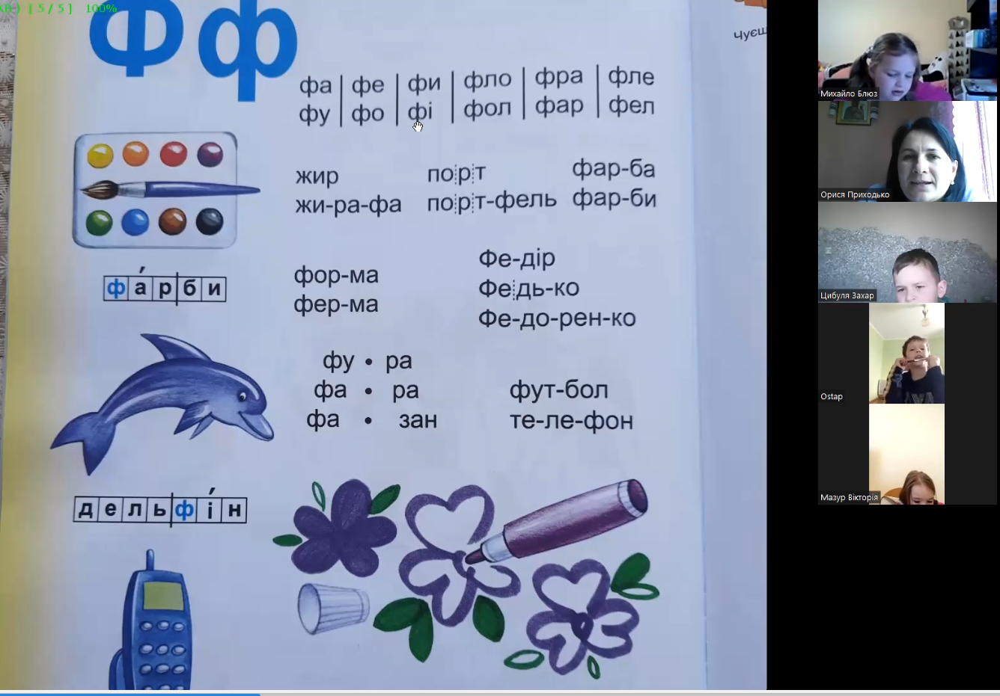 [ 5 / 5 ] 100%
Фф
фа | фе | фи | фло | фра | фле
фу | фо | фі | фол | фар | фел
жир порт фар-ба
жи-ра-фа порт-фель фар-би
фа́рби
фор-ма
фер-ма
Фе-дір
Федь-ко
Фе-до-рен-ко
фу • ра
фа • ра
фа • зан
фут-бол
те-ле-фон
дельфі́н
Михайло Блюз
Орися Приходько
Цибуля Захар
Ostap
Мазур Вікторія